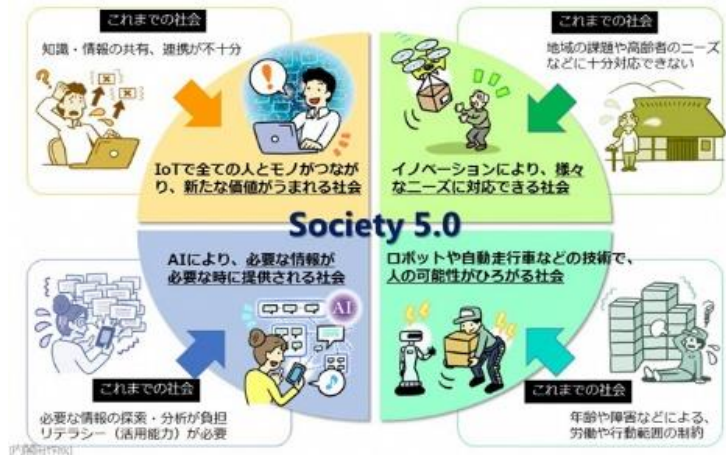 これまでの社会
知識・情報の共有、連携が不十分
IoTで全ての人とモノがつなが
り、新たな価値がうまれる社会
これまでの社会
地域の課題や高齢者のニーズ
などに十分対応できない
イノベーションにより、様々
なニーズに対応できる社会
Society 5.0
AIにより、必要な情報が
必要な時に提供される社会
AI
これまでの社会
必要な情報の探索・分析が負担
リテラシー（活用能力）が必要
ロボットや自動走行車などの技術で、
人の可能性がひろがる社会
これまでの社会
年齢や障害などによる、
労働や行動範囲の制約